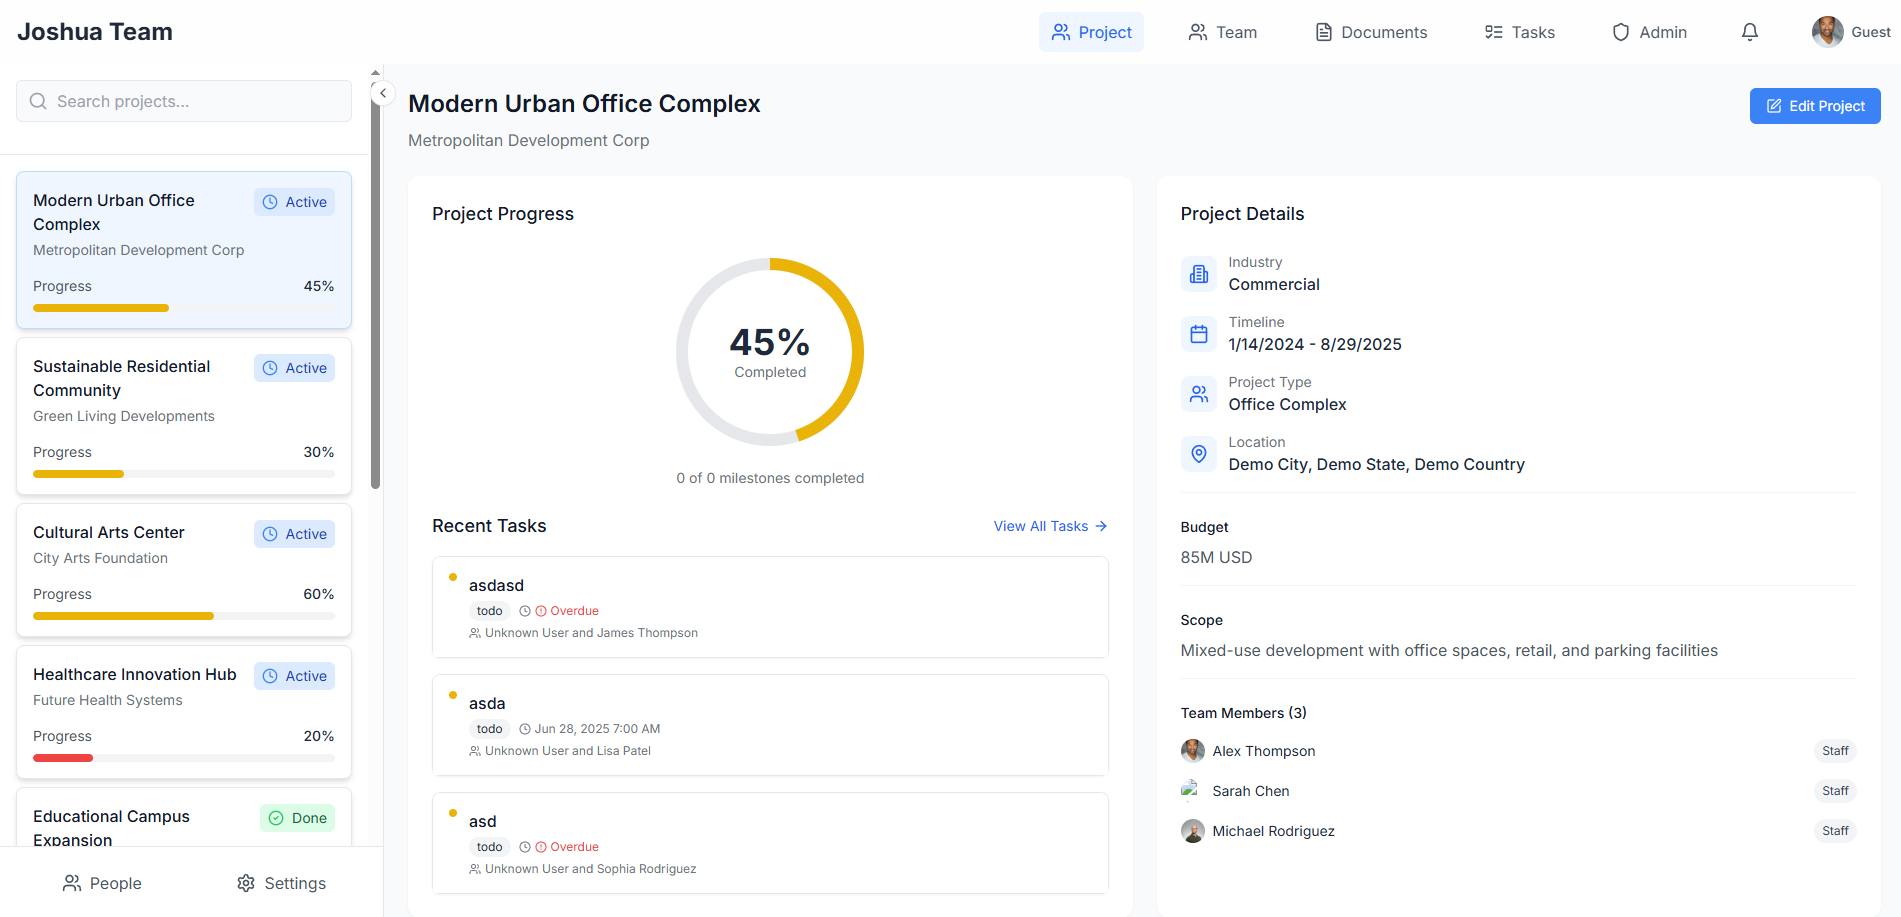 Joshua Team
Project
Team
Documents
Tasks
Admin
Guest
Search projects...
Modern Urban Office
Complex
Active
Metropolitan Development Corp
Progress
45%
Sustainable Residential
Community
Active
Green Living Developments
Progress
30%
Cultural Arts Center
Active
City Arts Foundation
Progress
60%
Healthcare Innovation Hub
Active
Future Health Systems
Progress
20%
Educational Campus
Expansion
Done
People
Settings
Modern Urban Office Complex
Metropolitan Development Corp
Edit Project
Project Progress
45%
Completed
0 of 0 milestones completed
Recent Tasks
View All Tasks
asdasd
todo
Overdue
Unknown User and James Thompson
asda
todo
Jun 28, 2025 7:00 AM
Unknown User and Lisa Patel
asd
todo
Overdue
Unknown User and Sophia Rodriguez
Project Details
Industry
Commercial
Timeline
1/14/2024 - 8/29/2025
Project Type
Office Complex
Location
Demo City, Demo State, Demo Country
Budget
85M USD
Scope
Mixed-use development with office spaces, retail, and parking facilities
Team Members (3)
Alex Thompson
Staff
Sarah Chen
Staff
Michael Rodriguez
Staff